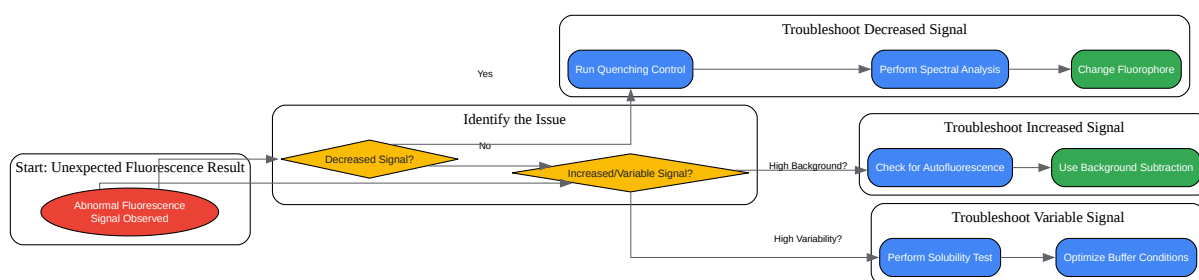 Start: Unexpected Fluorescence Result
Abnormal Fluorescence
Signal Observed
Identify the Issue
Decreased Signal?
Yes
No
Increased/Variable Signal?
High Background?
High Variability?
Troubleshoot Decreased Signal
Run Quenching Control
Perform Spectral Analysis
Change Fluorophore
Troubleshoot Increased Signal
Check for Autofluorescence
Use Background Subtraction
Troubleshoot Variable Signal
Perform Solubility Test
Optimize Buffer Conditions